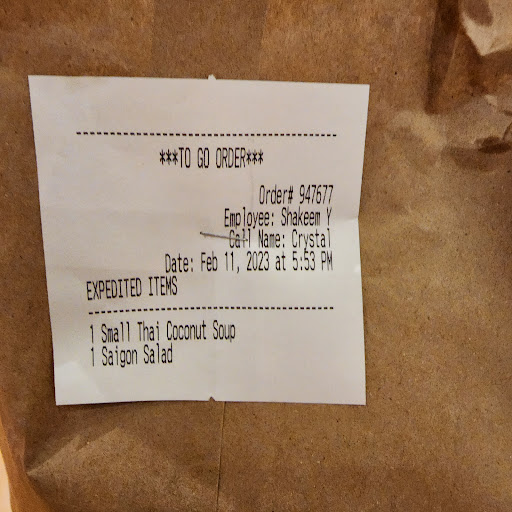 ***TO GO ORDER***
Order# 947677
Employee: Shakeem Y
Call Name: Crystal
Date: Feb 11, 2023 at 5:53 PM
EXPEDITED ITEMS
1 Small Thai Coconut Soup
1 Saigon Salad